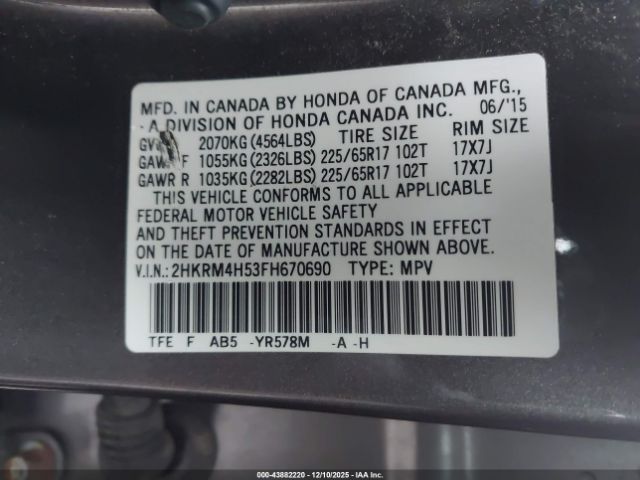 MFD. IN CANADA BY HONDA OF CANADA MFG.,
- A DIVISION OF HONDA CANADA INC. 06/'15
2070KG (4564LBS) TIRE SIZE RIM SIZE
F 1055KG (2326LBS) 225/65R17 102T 17X7J
GAWR R 1035KG (2282LBS) 225/65R17 102T 17X7J
THIS VEHICLE CONFORMS TO ALL APPLICABLE
FEDERAL MOTOR VEHICLE SAFETY
AND THEFT PREVENTION STANDARDS IN EFFECT
ON THE DATE OF MANUFACTURE SHOWN ABOVE.
V.I.N.: 2HKRM4H53FH670690 TYPE: MPV
TFE F AB5 -YR578M -A -H
000-43882220 - 12/10/2025 - IAA Inc.